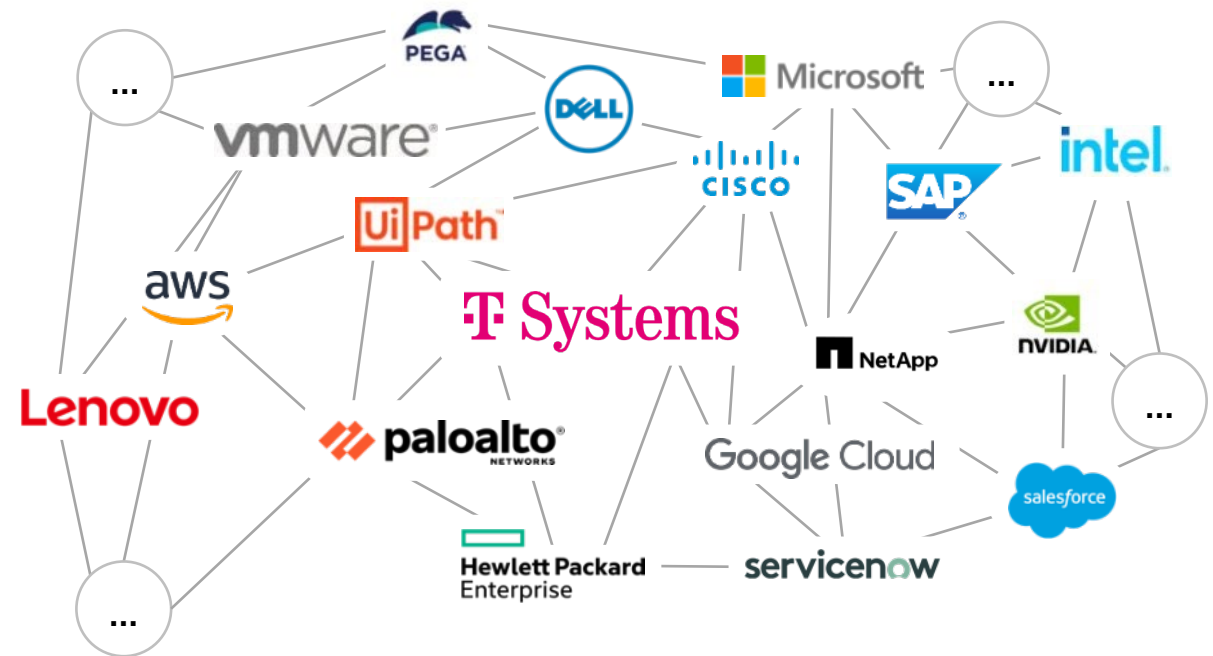 PEGA
...
Microsoft
...
DELL
vmware®
CISCO
intel.
SAP
®
UiPath™
aws
T Systems
NVIDIA.
NetApp
Lenovo
...
paloalto®
NETWORKS
Google Cloud
salesforce
Hewlett Packard
Enterprise
servicenow
...